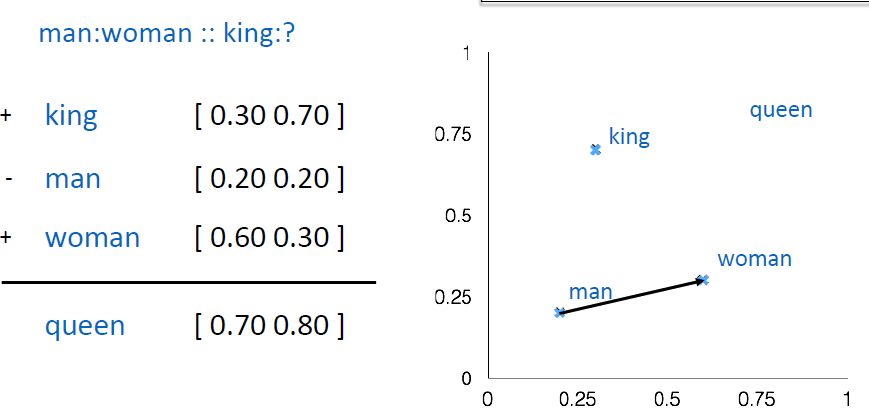 man:woman :: king:?
+ king [ 0.30 0.70 ]
- man [ 0.20 0.20 ]
+ woman [ 0.60 0.30 ]
queen [ 0.70 0.80 ]
1
0.75
0.5
0.25
0
queen
king
woman
man
0 0.25 0.5 0.75 1